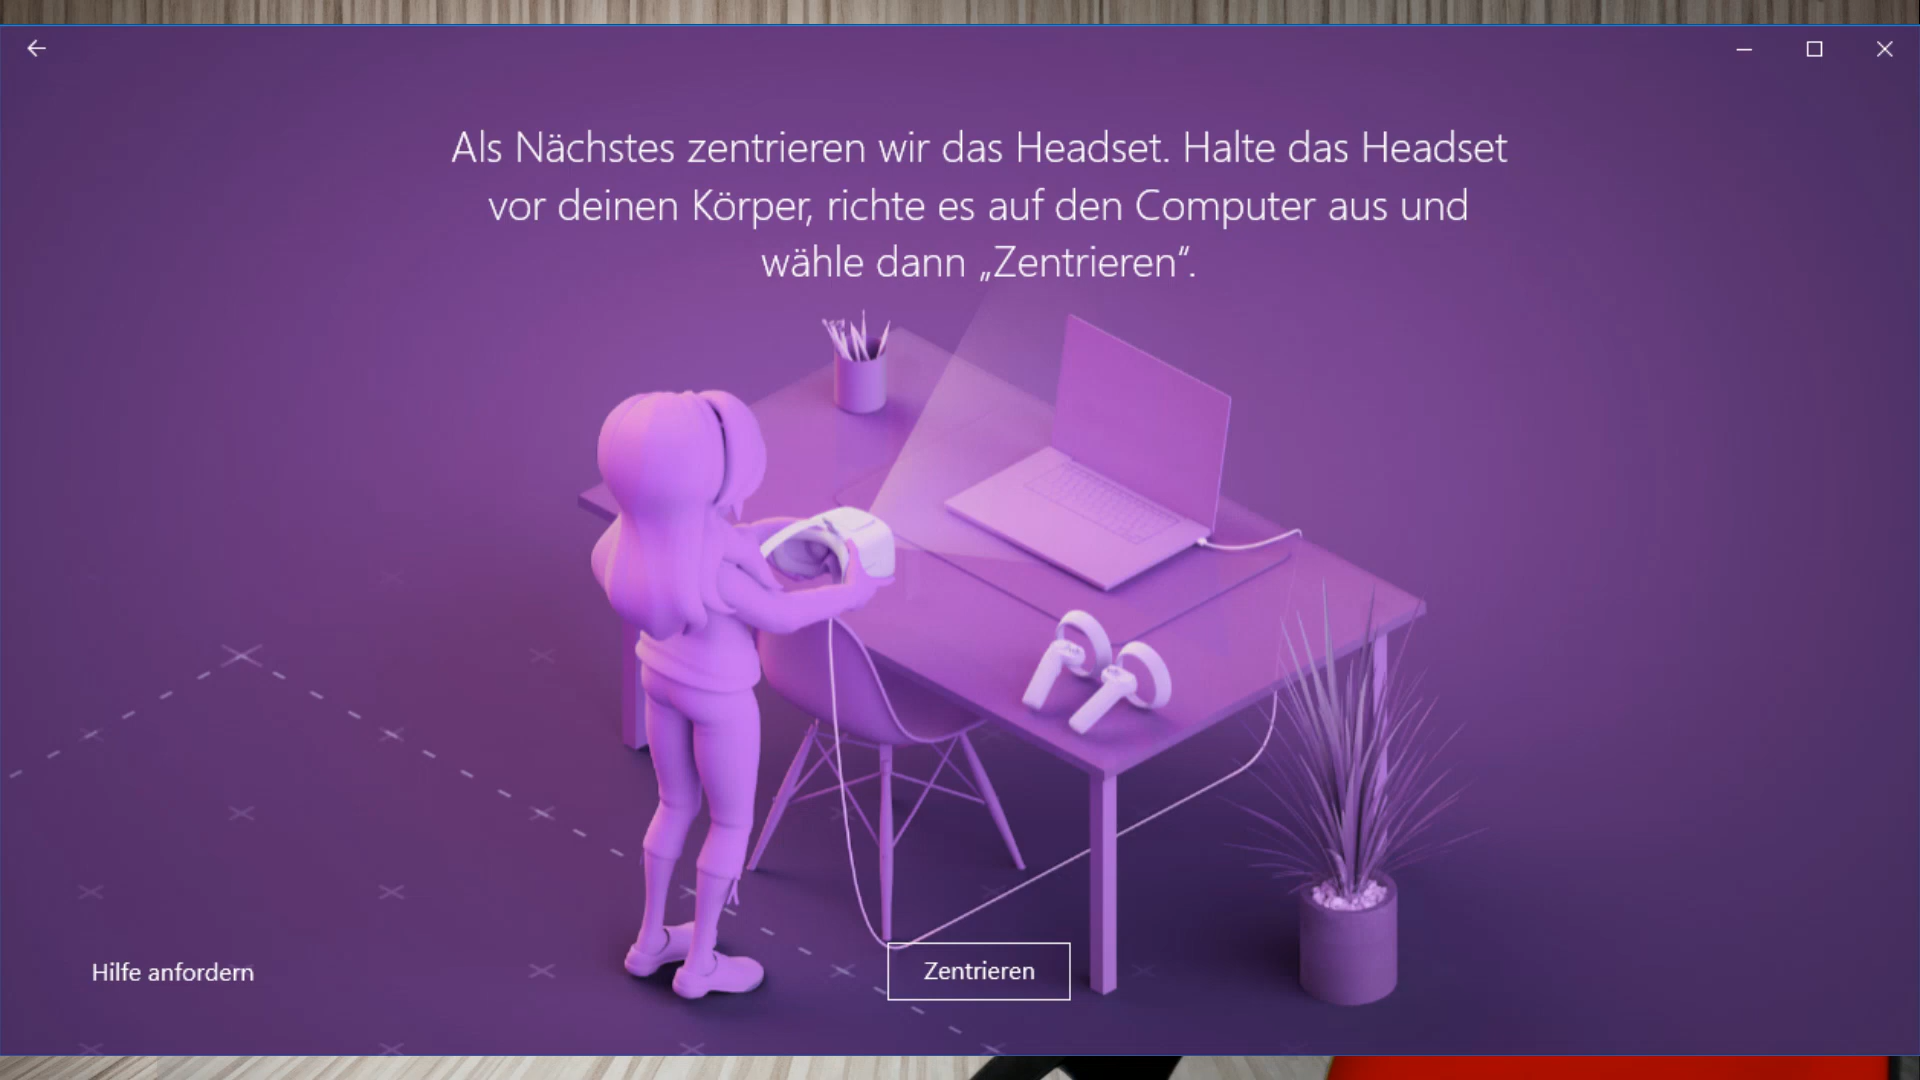 Als Nächstes zentrieren wir das Headset. Halte das Headset
vor deinen Körper, richte es auf den Computer aus und
wähle dann „Zentrieren“.
Hilfe anfordern
Zentrieren